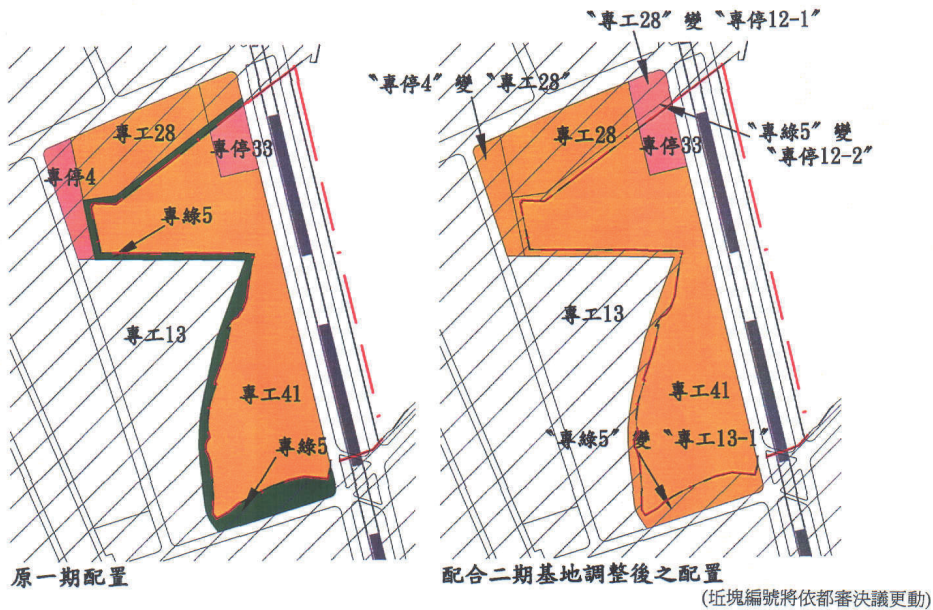 〝專工28〞變〝專停12-1〞
〝專停4〞變〝專工28〞
專工28
專停33
專停4
專綠5
專工13
專工41
專綠5
原一期配置
專工28
專停33
〝專綠5〞變
〝專停12-2〞
專工13
專工41
〝專綠5〞變〝專工13-1〞
配合二期基地調整後之配置
(坵塊編號將依都審決議更動)